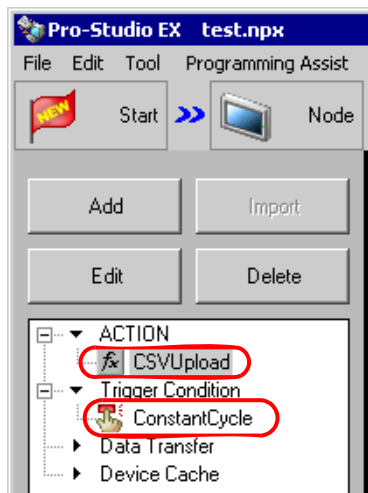 Pro-Studio EX test.npx
File Edit Tool Programming Assist
NEW Start Node
Add Import
Edit Delete
ACTION
fx CSVUpload
Trigger Condition
ConstantCycle
Data Transfer
Device Cache